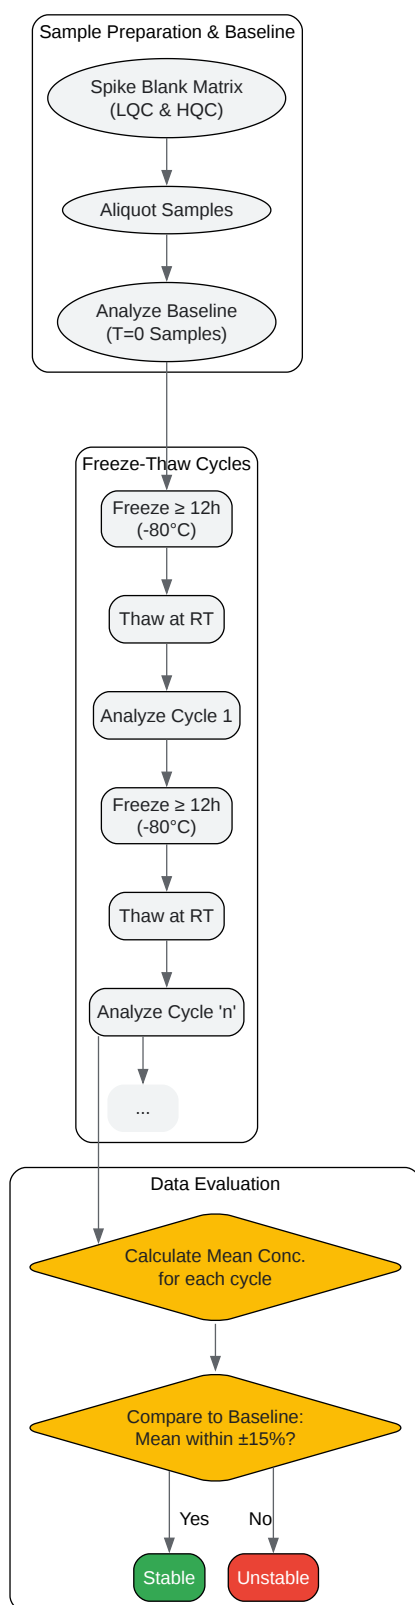 Sample Preparation & Baseline
Spike Blank Matrix
(LQC & HQC)
Aliquot Samples
Analyze Baseline
(T=0 Samples)
Freeze-Thaw Cycles
Freeze ≥ 12h
(-80°C)
Thaw at RT
Analyze Cycle 1
Freeze ≥ 12h
(-80°C)
Thaw at RT
Analyze Cycle 'n'
...
Data Evaluation
Calculate Mean Conc.
for each cycle
Compare to Baseline:
Mean within ±15%?
Yes
No
Stable
Unstable